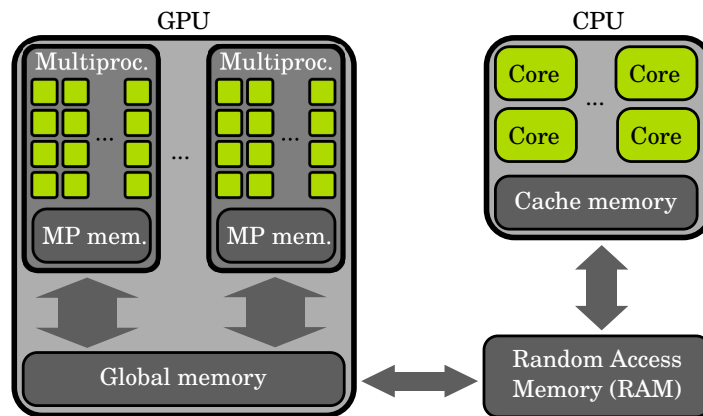 GPU
Multiproc.
Multiproc.
...
...
...
MP mem.
MP mem.
Global memory
CPU
Core
Core
...
Core
Core
Cache memory
Random Access
Memory (RAM)